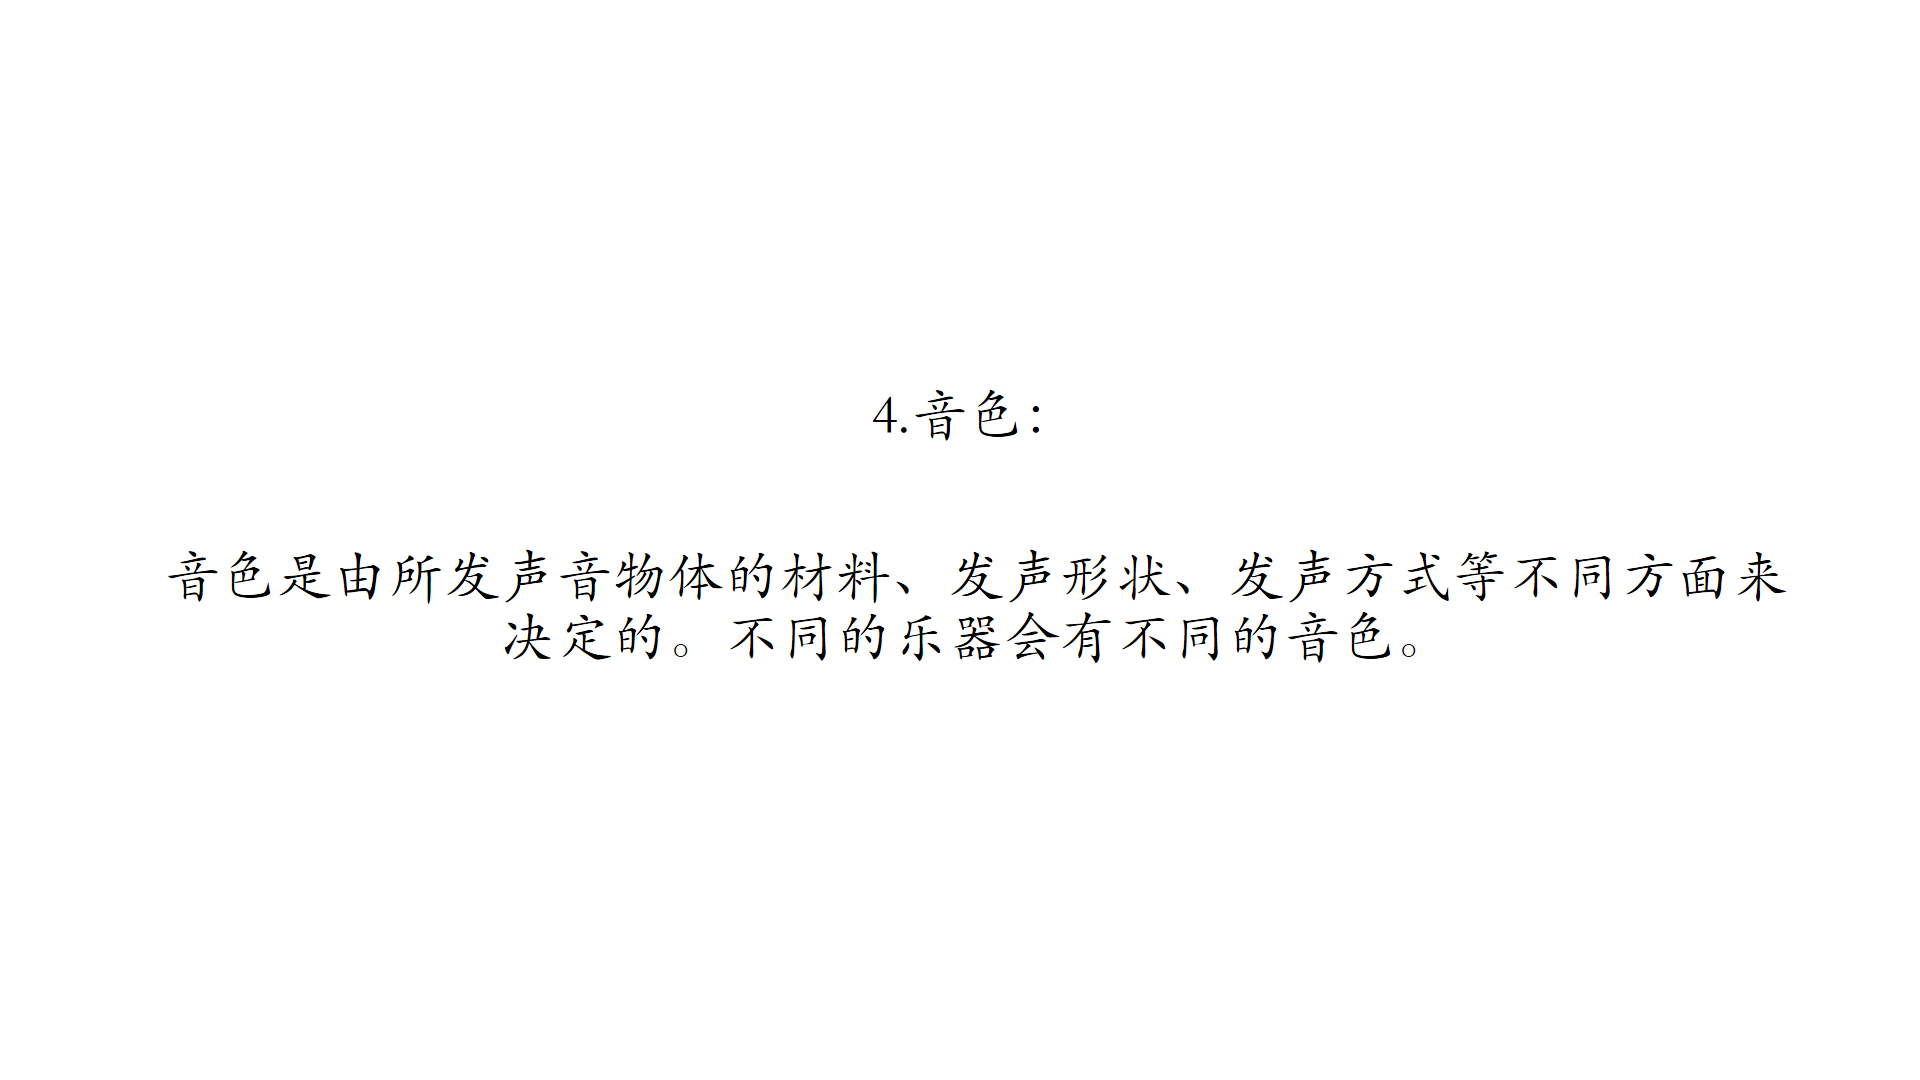 4.音色：
音色是由所发声音物体的材料、发声形状、发声方式等不同方面来
决定的。不同的乐器会有不同的音色。